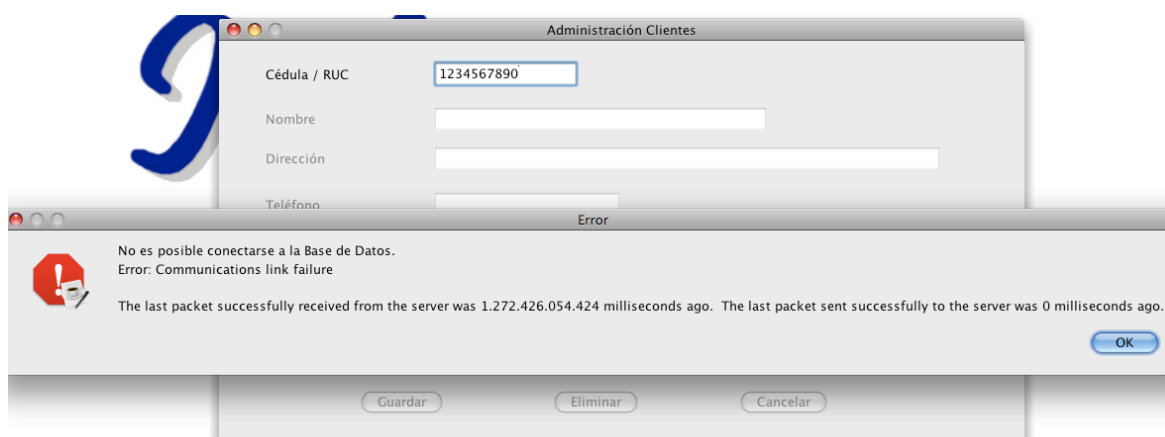 Administración Clientes
Cédula / RUC 1234567890
Nombre
Dirección
Teléfono
Error
No es posible conectarse a la Base de Datos.
Error: Communications link failure
The last packet successfully received from the server was 1.272.426.054.424 milliseconds ago. The last packet sent successfully to the server was 0 milliseconds ago.
OK
Guardar Eliminar Cancelar